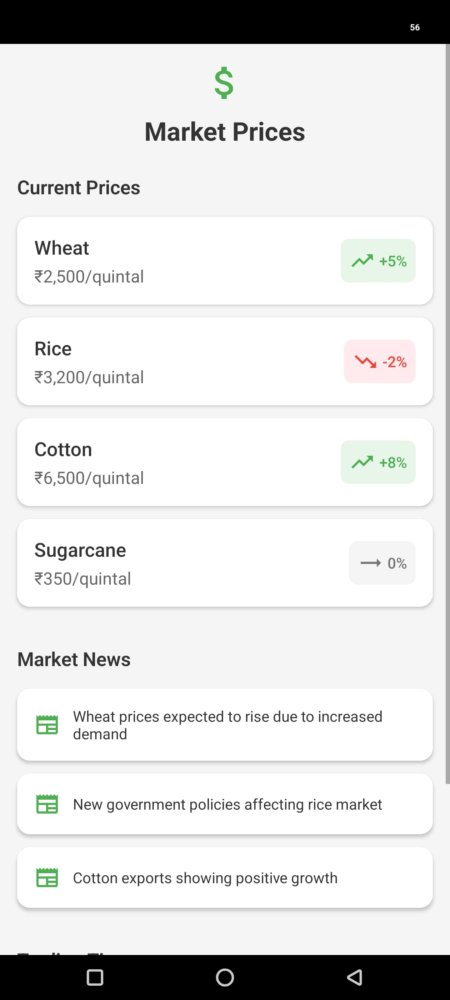 56
$
Market Prices
Current Prices
Wheat
₹2,500/quintal
+5%
Rice
₹3,200/quintal
-2%
Cotton
₹6,500/quintal
+8%
Sugarcane
₹350/quintal
0%
Market News
Wheat prices expected to rise due to increased
demand
New government policies affecting rice market
Cotton exports showing positive growth